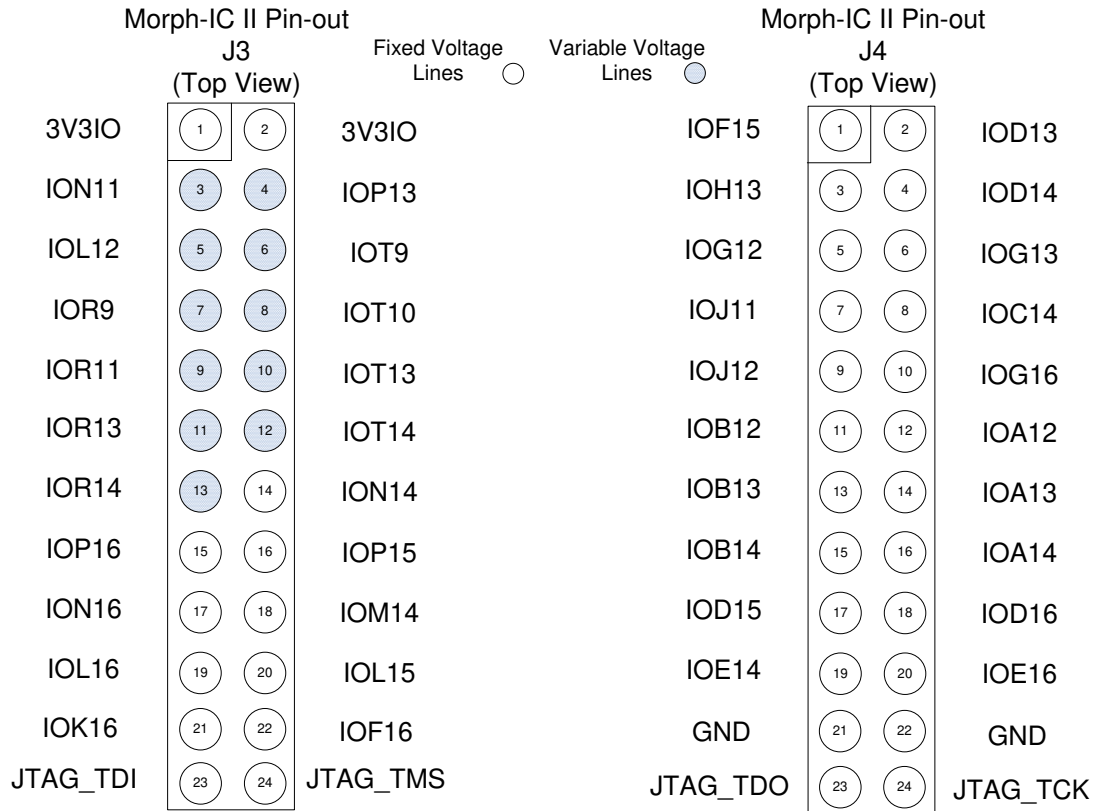 Morph-IC II Pin-out
J3
(Top View)
Fixed Voltage
Lines
Variable Voltage
Lines
Morph-IC II Pin-out
J4
(Top View)
3V3IO 1 2 3V3IO
ION11 3 4 IOP13
IOL12 5 6 IOT9
IOR9 7 8 IOT10
IOR11 9 10 IOT13
IOR13 11 12 IOT14
IOR14 13 14 ION14
IOP16 15 16 IOP15
ION16 17 18 IOM14
IOL16 19 20 IOL15
IOK16 21 22 IOF16
JTAG_TDI 23 24 JTAG_TMS
IOF15 1 2 IOD13
IOH13 3 4 IOD14
IOG12 5 6 IOG13
IOJ11 7 8 IOC14
IOJ12 9 10 IOG16
IOB12 11 12 IOA12
IOB13 13 14 IOA13
IOB14 15 16 IOA14
IOD15 17 18 IOD16
IOE14 19 20 IOE16
GND 21 22 GND
JTAG_TDO 23 24 JTAG_TCK